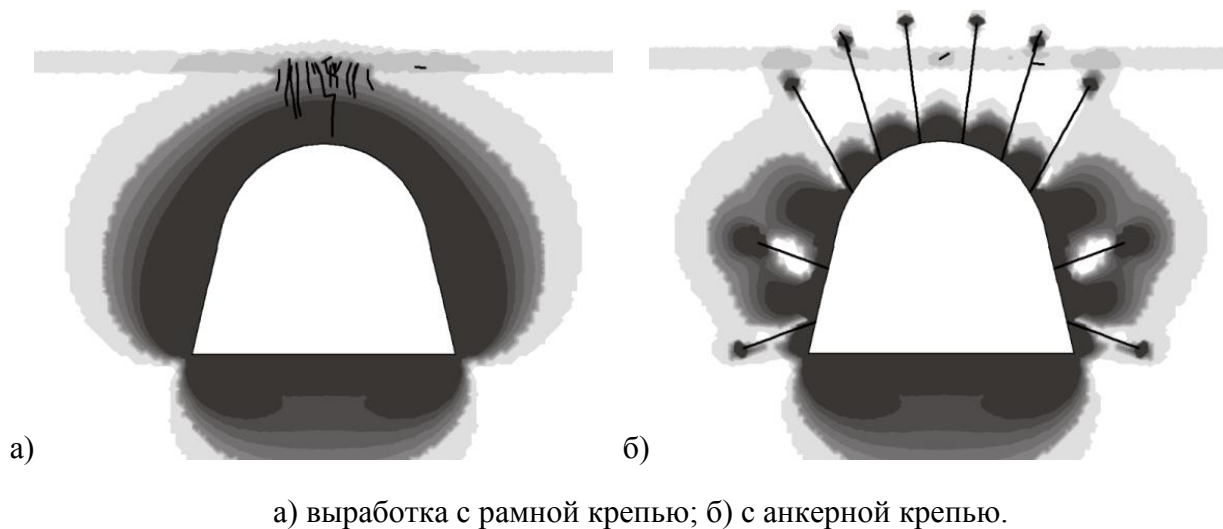 а)
б)
а) выработка с рамной крепью; б) с анкерной крепью.